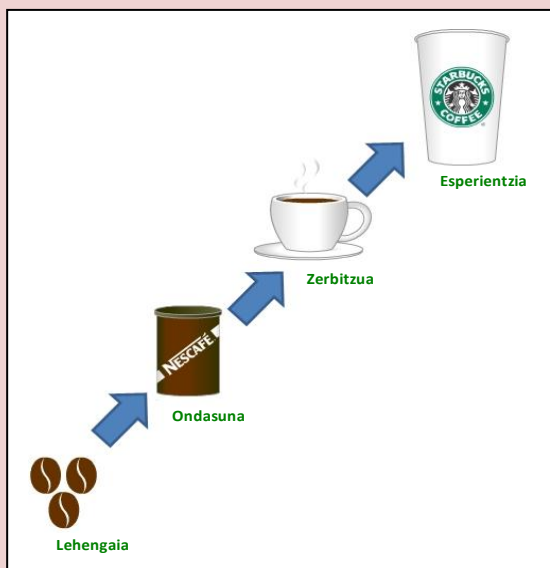 STARBUCKS
COFFEE
Esperientzia
Zerbitzua
NESCAFÉ
Ondasuna
Lehengaia